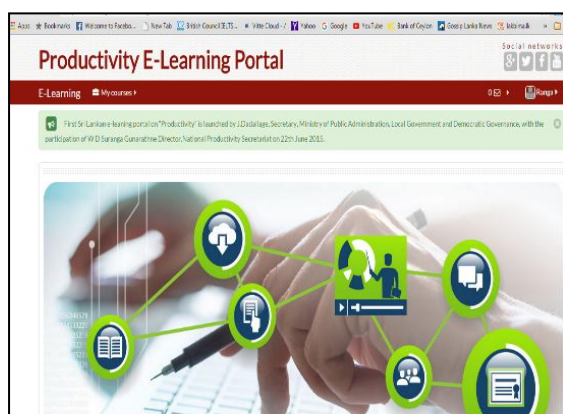 Apps Bookmarks Welcome to Facebo... New Tab British Council IELTS... Vitte Cloud - / Yahoo Google YouTube Bank of Ceylon Gossip Lanka News
Productivity E-Learning Portal
Social networks
E-Learning My courses Ranga
First Sri Lankan e-learning portal on "Productivity" is launched by J.Dadallage, Secretary, Ministry of Public Administration, Local Government and Democratic Governance, with the
participation of W D Suranga Gunarathne Director, National Productivity Secretariat on 22th June 2015.